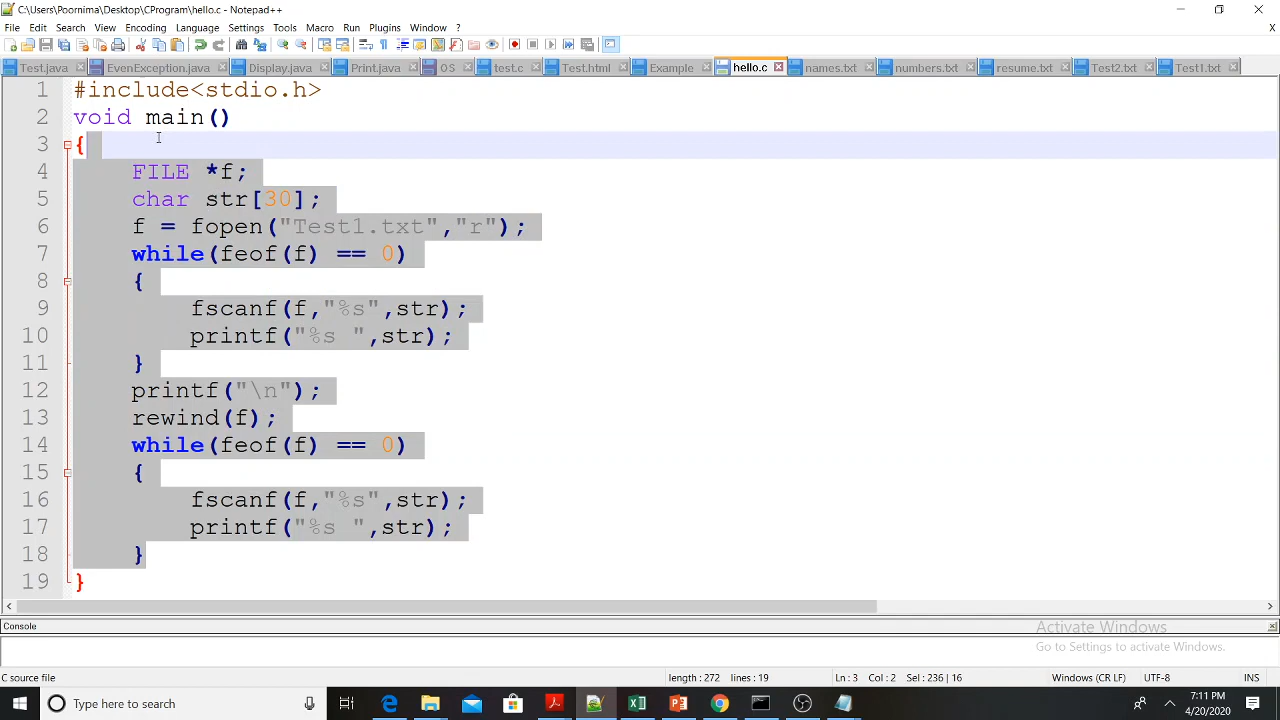 C:\Users\Poornima\Desktop\CProgram\hello.c - Notepad++
File Edit Search View Encoding Language Settings Tools Macro Run Plugins Window ?
X
Test.java EvenException.java Display.java Print.java OS test.c Test.html Example hello.c names.txt numbers.txt resume.txt Test2.txt Test1.txt
1 #include<stdio.h>
2 void main()
3 {
4 FILE *f;
5 char str[30];
6 f = fopen("Test1.txt","r");
7 while(feof(f) == 0)
8 {
9 fscanf(f,"%s",str);
10 printf("%s ",str);
11 }
12 printf("\n");
13 rewind(f);
14 while(feof(f) == 0)
15 {
16 fscanf(f,"%s",str);
17 printf("%s ",str);
18 }
19 }
Console
Activate Windows
Go to Settings to activate Windows.
C source file length : 272 lines : 19 Ln : 3 Col : 2 Sel : 236 | 16 Windows (CR LF) UTF-8 INS
Type here to search
7:11 PM
4/20/2020